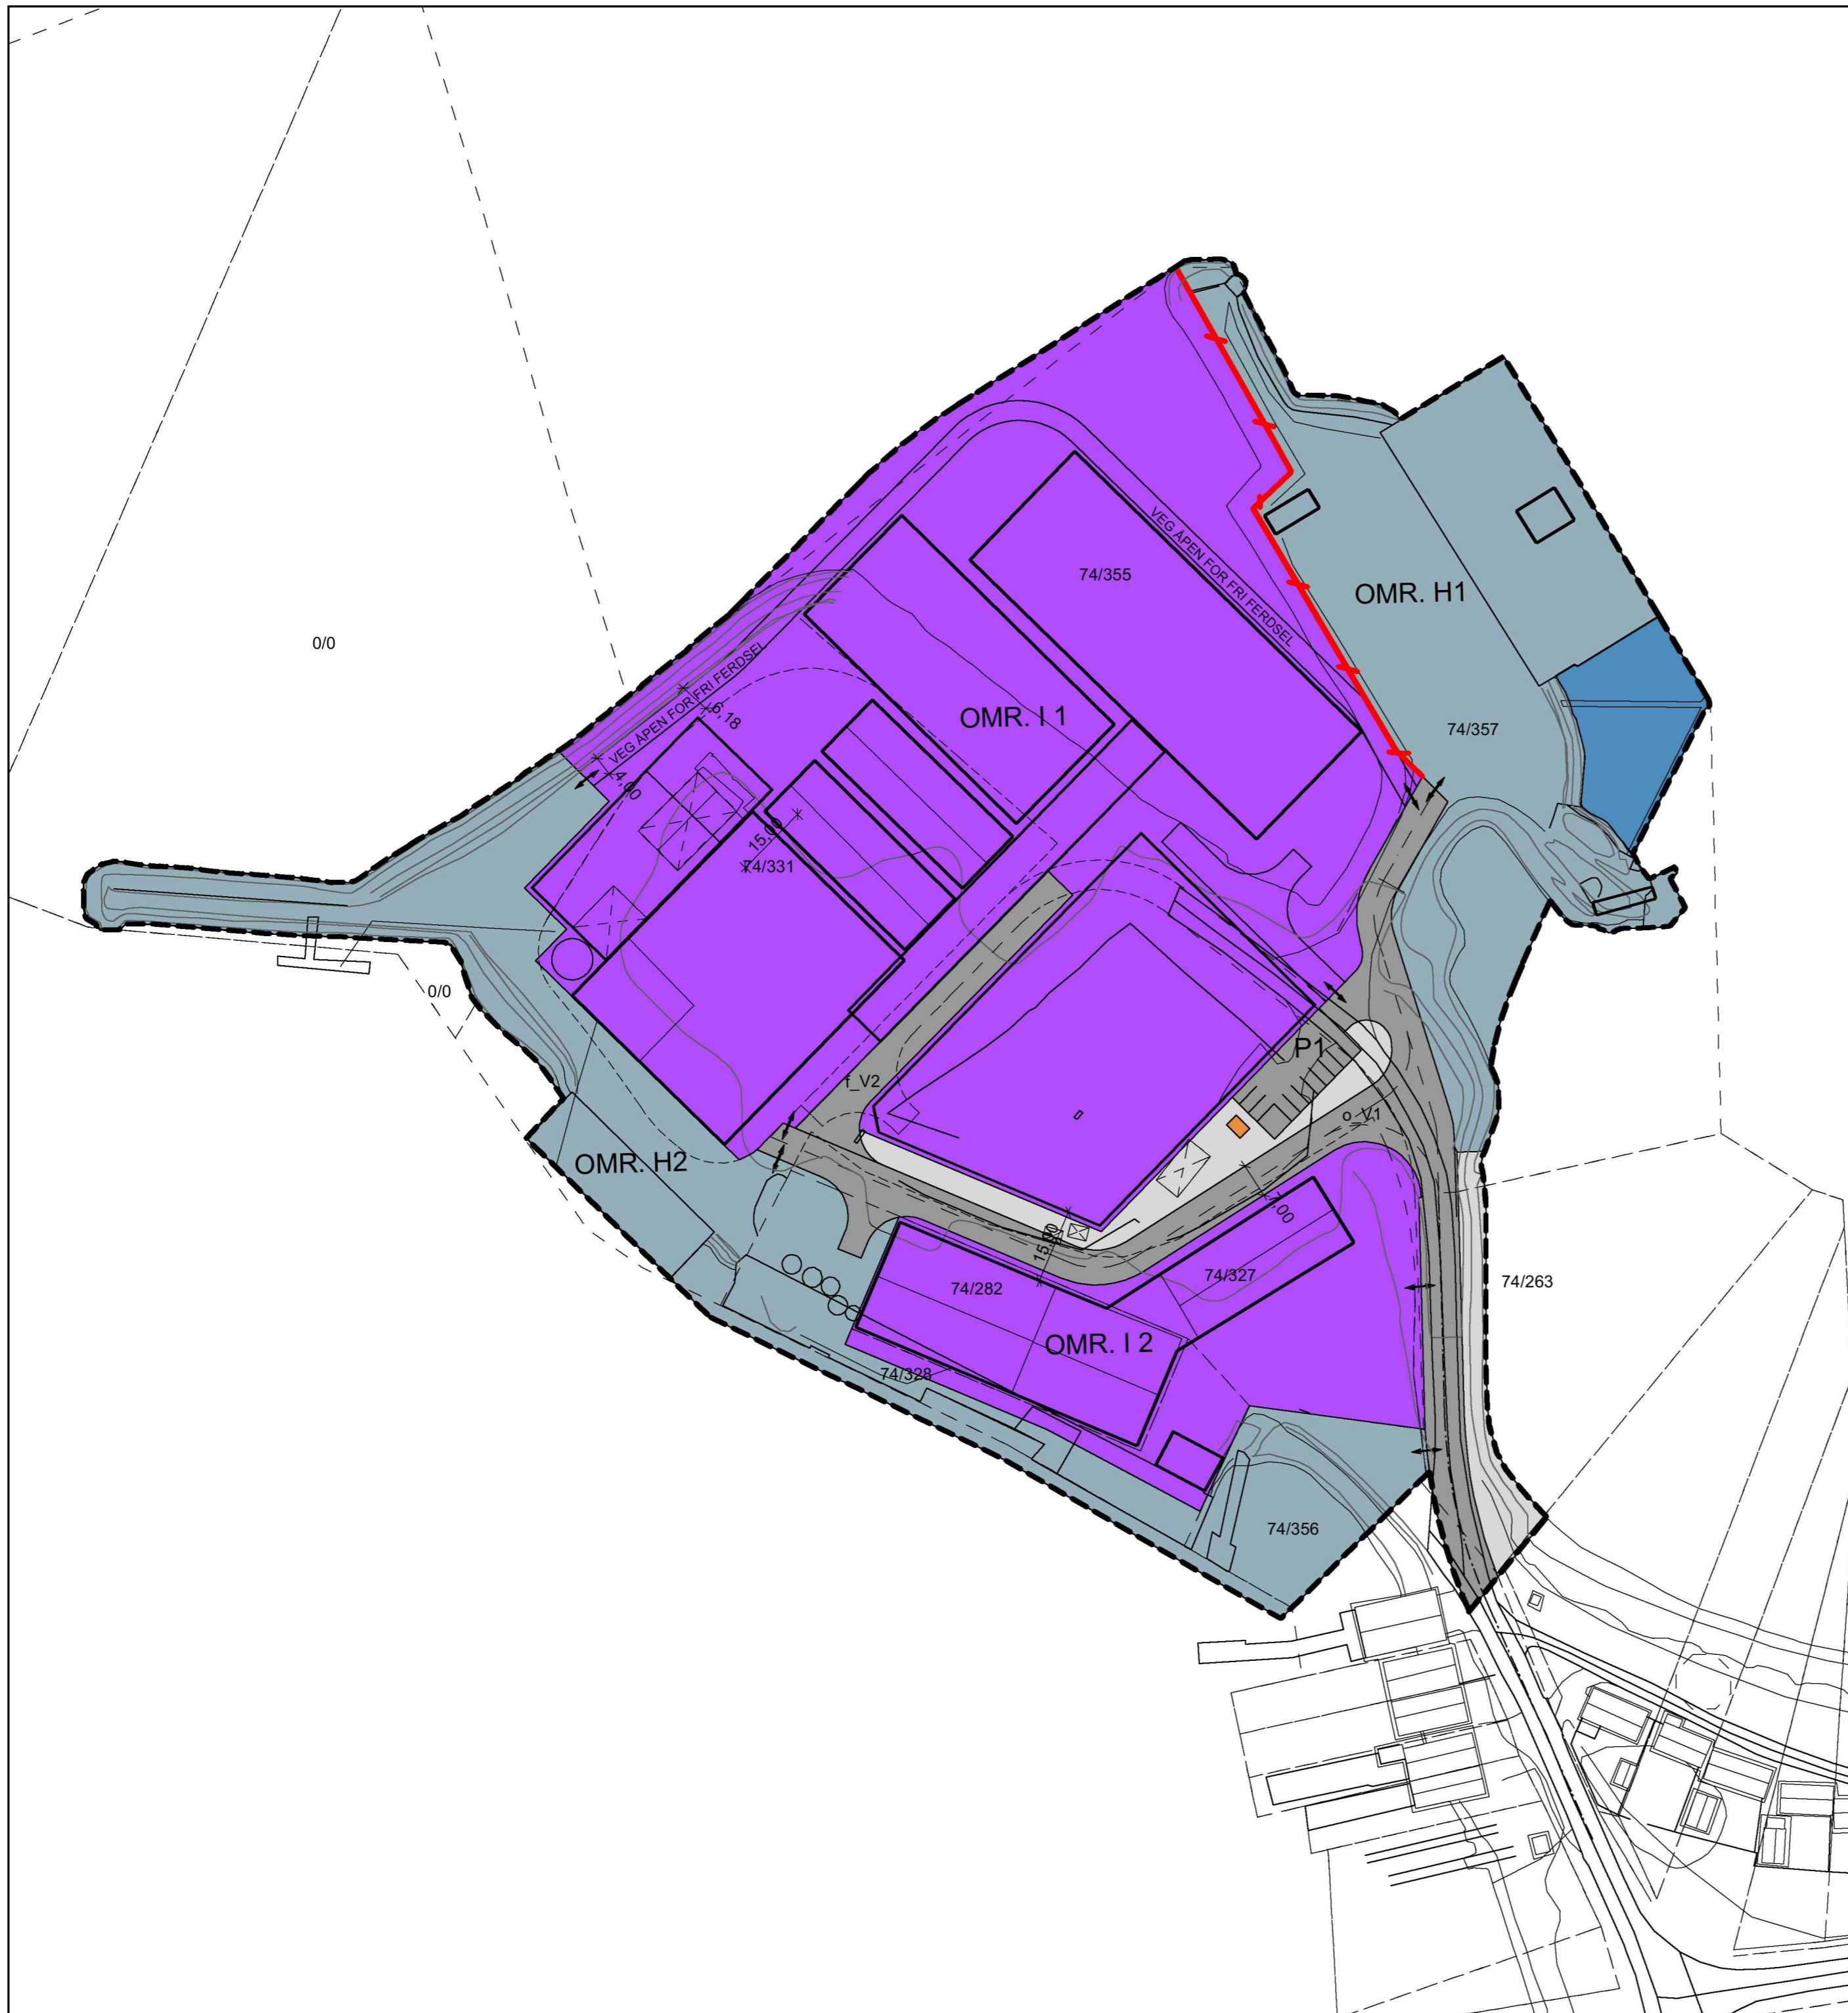 VEG ÅPEN FOR FRI FERDSEL
74/355
OMR. H1
0/0
VEG ÅPEN FOR FRI FERDSEL
6,18
OMR. I 1
74/357
4,00
15,00
74/331
0/0
P1
f_V2
o_V1
OMR. H2
7,00
15,00
74/327
74/263
74/282
OMR. I 2
74/328
74/356